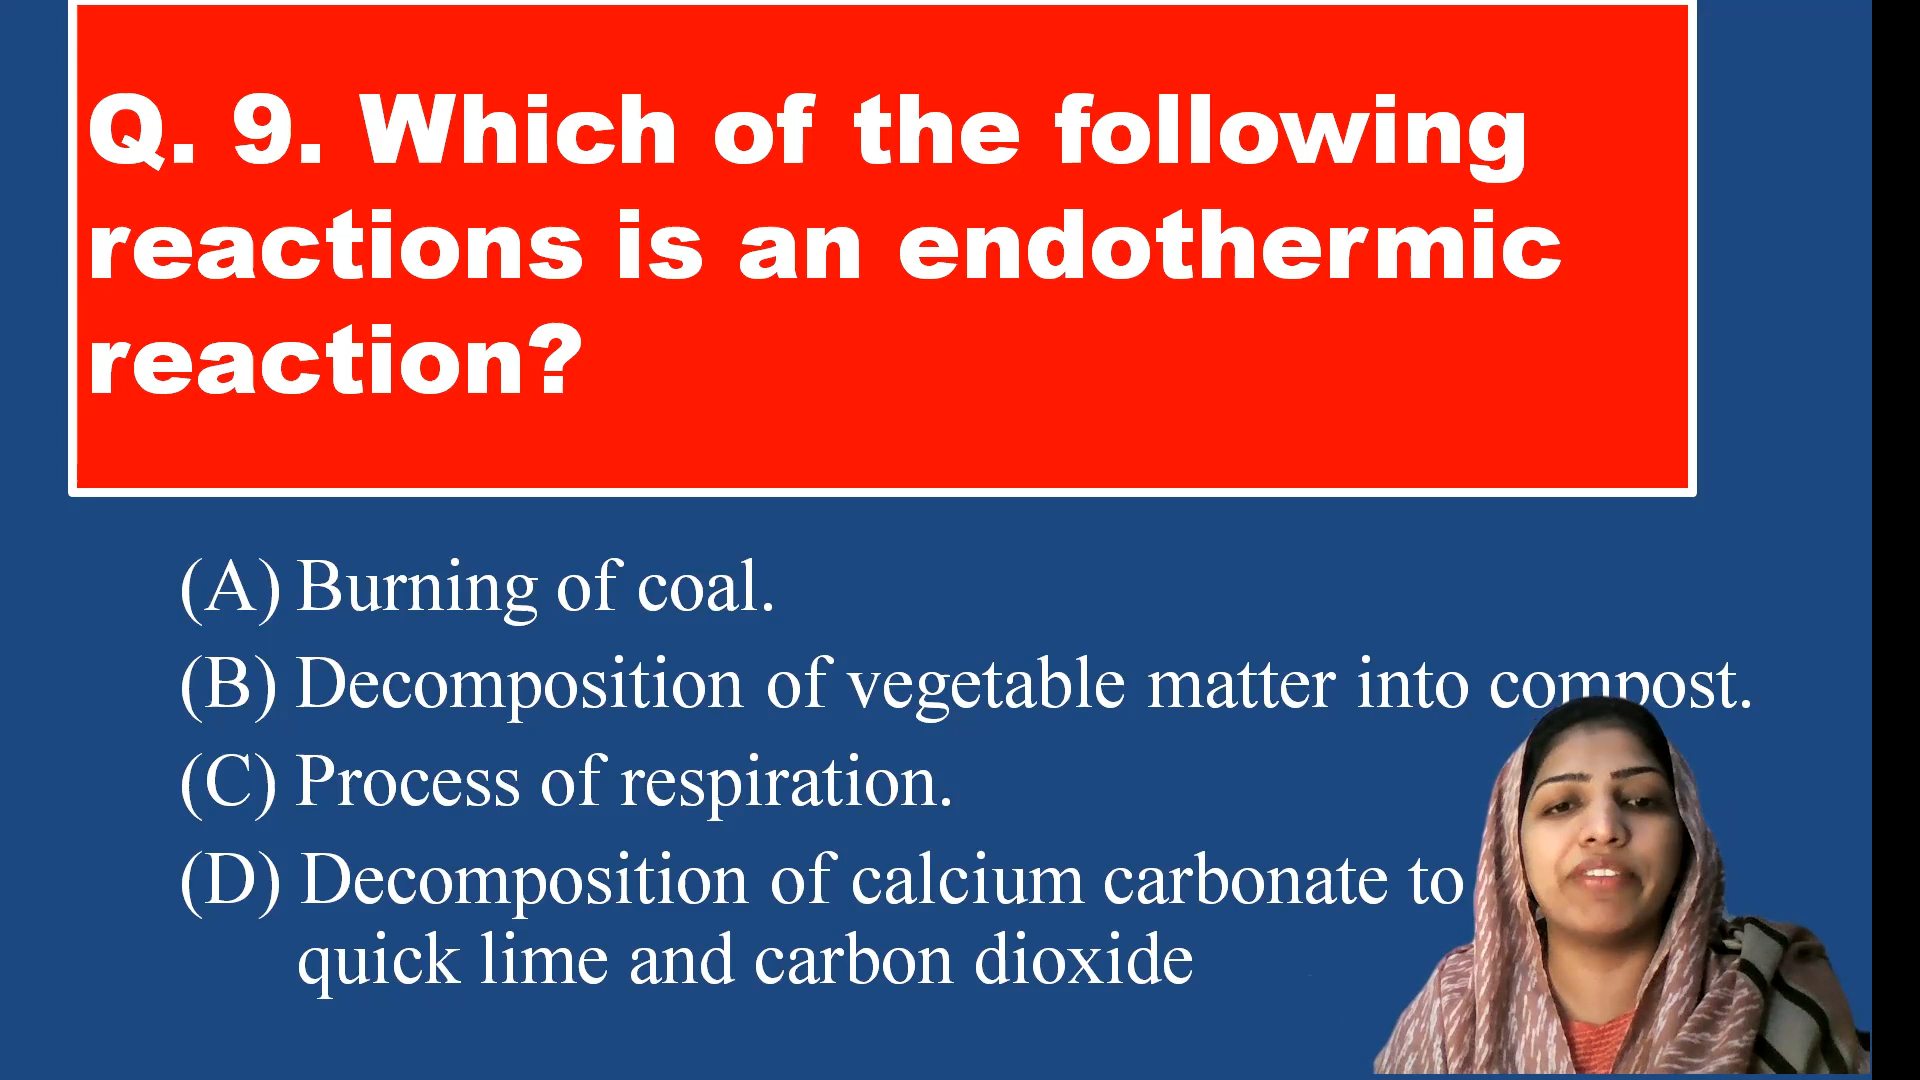 Q. 9. Which of the following
reactions is an endothermic
reaction?
(A) Burning of coal.
(B) Decomposition of vegetable matter into compost.
(C) Process of respiration.
(D) Decomposition of calcium carbonate to
quick lime and carbon dioxide